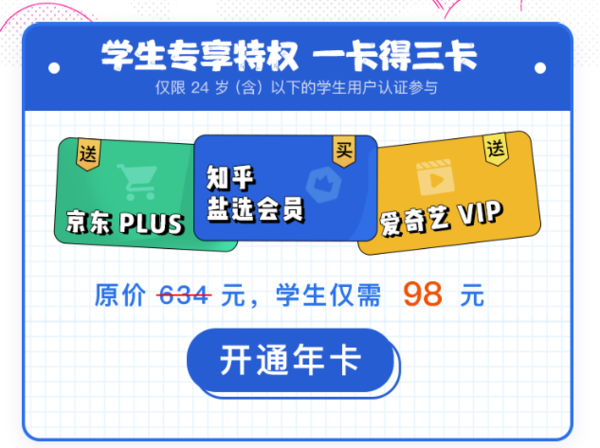 学生专享特权 一卡得三卡
仅限 24 岁 (含) 以下的学生用户认证参与
送
京东 PLUS
买
知乎
盐选会员
送
爱奇艺 VIP
原价 634 元，学生仅需 98 元
开通年卡